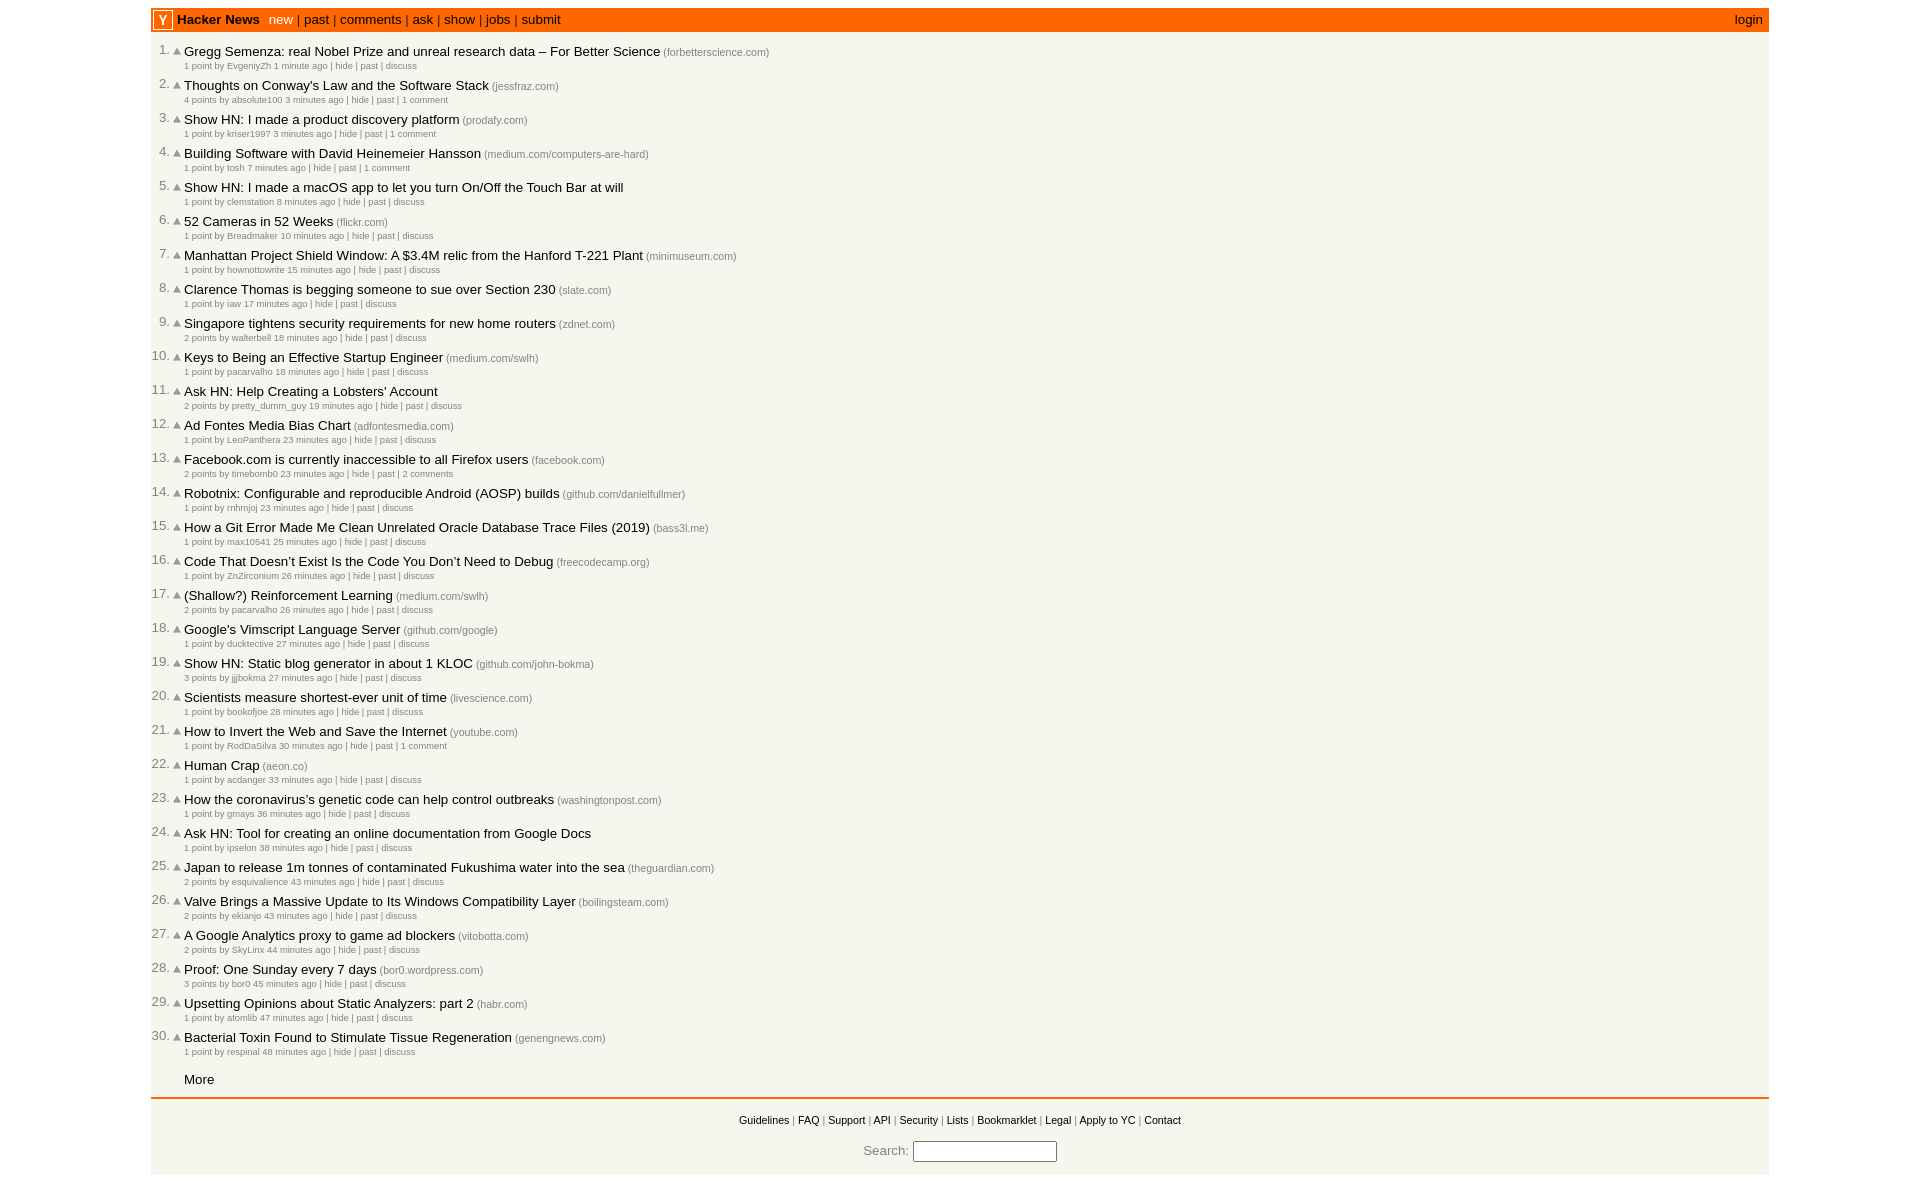 Y Hacker News new | past | comments | ask | show | jobs | submit login
1. Gregg Semenza: real Nobel Prize and unreal research data – For Better Science (forbetterscience.com)
1 point by EvgeniyZh 1 minute ago | hide | past | discuss
2. Thoughts on Conway's Law and the Software Stack (jessfraz.com)
4 points by absolute100 3 minutes ago | hide | past | 1 comment
3. Show HN: I made a product discovery platform (prodafy.com)
1 point by kriser1997 3 minutes ago | hide | past | 1 comment
4. Building Software with David Heinemeier Hansson (medium.com/computers-are-hard)
1 point by tosh 7 minutes ago | hide | past | 1 comment
5. Show HN: I made a macOS app to let you turn On/Off the Touch Bar at will
1 point by clemstation 8 minutes ago | hide | past | discuss
6. 52 Cameras in 52 Weeks (flickr.com)
1 point by Breadmaker 10 minutes ago | hide | past | discuss
7. Manhattan Project Shield Window: A $3.4M relic from the Hanford T-221 Plant (minimuseum.com)
1 point by hownottowrite 15 minutes ago | hide | past | discuss
8. Clarence Thomas is begging someone to sue over Section 230 (slate.com)
1 point by iaw 17 minutes ago | hide | past | discuss
9. Singapore tightens security requirements for new home routers (zdnet.com)
2 points by walterbell 18 minutes ago | hide | past | discuss
10. Keys to Being an Effective Startup Engineer (medium.com/swlh)
1 point by pacarvalho 18 minutes ago | hide | past | discuss
11. Ask HN: Help Creating a Lobsters' Account
2 points by pretty_dumm_guy 19 minutes ago | hide | past | discuss
12. Ad Fontes Media Bias Chart (adfontesmedia.com)
1 point by LeoPanthera 23 minutes ago | hide | past | discuss
13. Facebook.com is currently inaccessible to all Firefox users (facebook.com)
2 points by timebomb0 23 minutes ago | hide | past | 2 comments
14. Robotnix: Configurable and reproducible Android (AOSP) builds (github.com/danielfullmer)
1 point by rnhmjoj 23 minutes ago | hide | past | discuss
15. How a Git Error Made Me Clean Unrelated Oracle Database Trace Files (2019) (bass3l.me)
1 point by max10541 25 minutes ago | hide | past | discuss
16. Code That Doesn’t Exist Is the Code You Don’t Need to Debug (freecodecamp.org)
1 point by ZnZirconium 26 minutes ago | hide | past | discuss
17. (Shallow?) Reinforcement Learning (medium.com/swlh)
2 points by pacarvalho 26 minutes ago | hide | past | discuss
18. Google's Vimscript Language Server (github.com/google)
1 point by ducktective 27 minutes ago | hide | past | discuss
19. Show HN: Static blog generator in about 1 KLOC (github.com/john-bokma)
3 points by jjjbokma 27 minutes ago | hide | past | discuss
20. Scientists measure shortest-ever unit of time (livescience.com)
1 point by bookofjoe 28 minutes ago | hide | past | discuss
21. How to Invert the Web and Save the Internet (youtube.com)
1 point by RodDaSilva 30 minutes ago | hide | past | 1 comment
22. Human Crap (aeon.co)
1 point by acdanger 33 minutes ago | hide | past | discuss
23. How the coronavirus’s genetic code can help control outbreaks (washingtonpost.com)
1 point by gmays 36 minutes ago | hide | past | discuss
24. Ask HN: Tool for creating an online documentation from Google Docs
1 point by ipselon 38 minutes ago | hide | past | discuss
25. Japan to release 1m tonnes of contaminated Fukushima water into the sea (theguardian.com)
2 points by esquivalience 43 minutes ago | hide | past | discuss
26. Valve Brings a Massive Update to Its Windows Compatibility Layer (boilingsteam.com)
2 points by ekianjo 43 minutes ago | hide | past | discuss
27. A Google Analytics proxy to game ad blockers (vitobotta.com)
2 points by SkyLinx 44 minutes ago | hide | past | discuss
28. Proof: One Sunday every 7 days (bor0.wordpress.com)
3 points by bor0 45 minutes ago | hide | past | discuss
29. Upsetting Opinions about Static Analyzers: part 2 (habr.com)
1 point by atomlib 47 minutes ago | hide | past | discuss
30. Bacterial Toxin Found to Stimulate Tissue Regeneration (genengnews.com)
1 point by respinal 48 minutes ago | hide | past | discuss
More
Guidelines | FAQ | Support | API | Security | Lists | Bookmarklet | Legal | Apply to YC | Contact
Search: